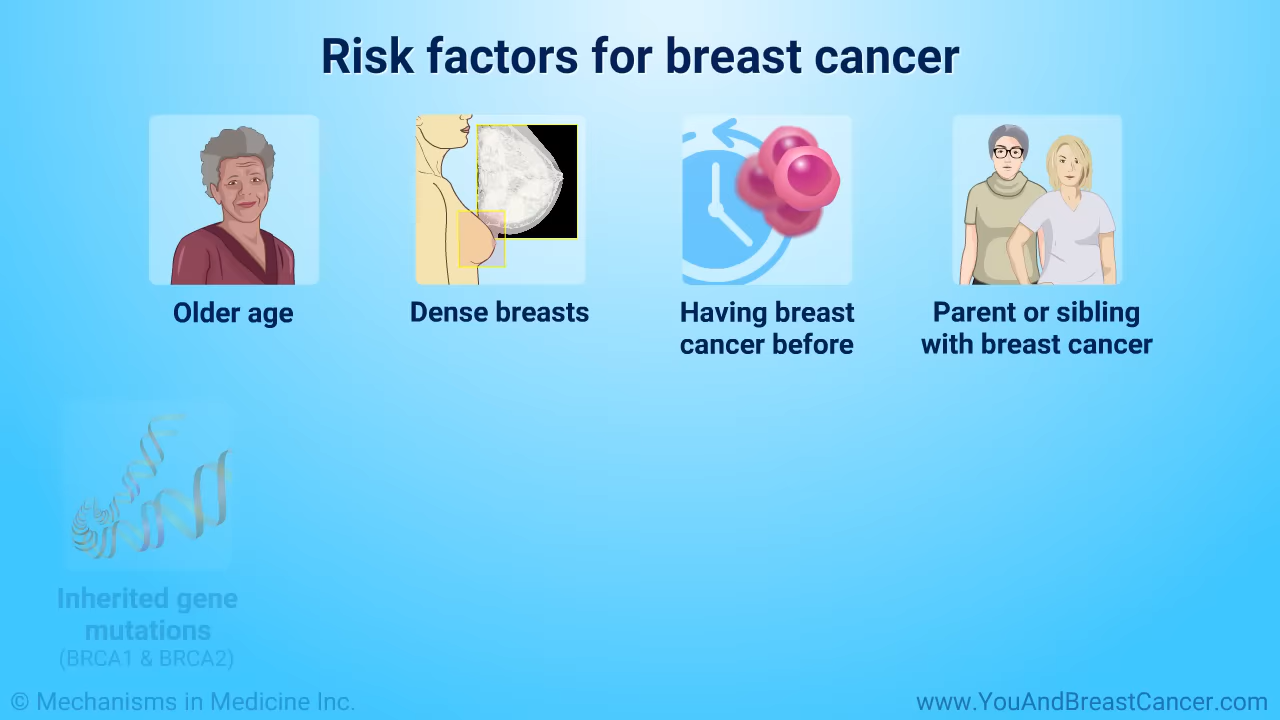 Risk factors for breast cancer
Older age
Dense breasts
Having breast
cancer before
Parent or sibling
with breast cancer
Inherited gene
mutations
(BRCA1 & BRCA2)
© Mechanisms in Medicine Inc.
www.YouAndBreastCancer.com